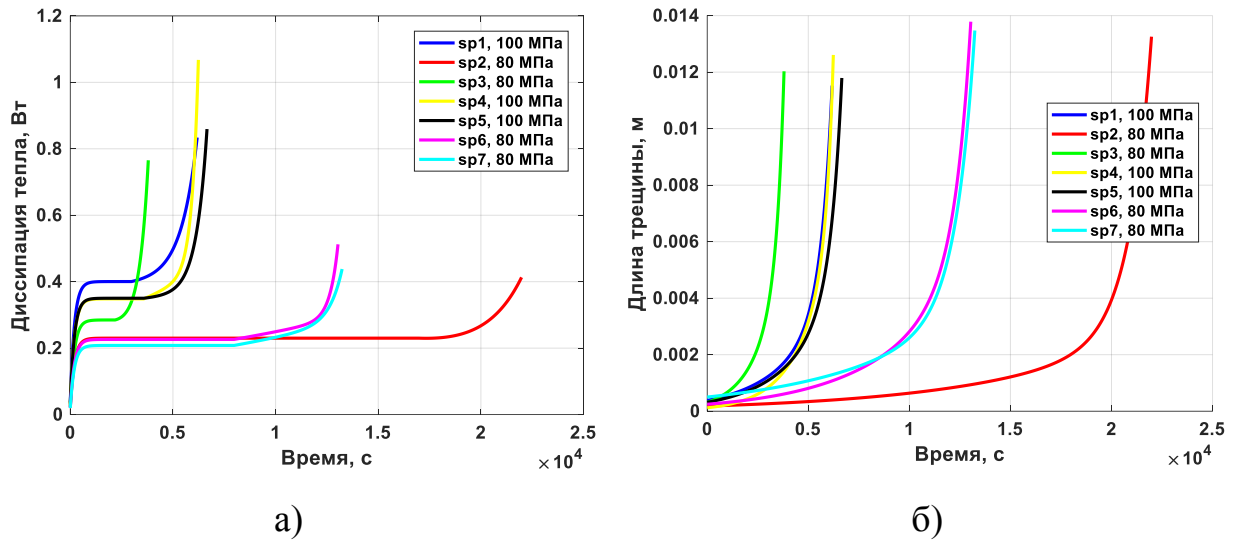 1.2
1
0.8
0.6
0.4
0.2
0
Диссипация тепла, Вт
sp1, 100 МПа
sp2, 80 МПа
sp3, 80 МПа
sp4, 100 МПа
sp5, 100 МПа
sp6, 80 МПа
sp7, 80 МПа
0 0.5 1 1.5 2 2.5
Время, с
×10⁴
а)
0.014
0.012
0.01
0.008
0.006
0.004
0.002
0
Длина трещины, м
sp1, 100 МПа
sp2, 80 МПа
sp3, 80 МПа
sp4, 100 МПа
sp5, 100 МПа
sp6, 80 МПа
sp7, 80 МПа
0 0.5 1 1.5 2 2.5
Время, с
×10⁴
б)